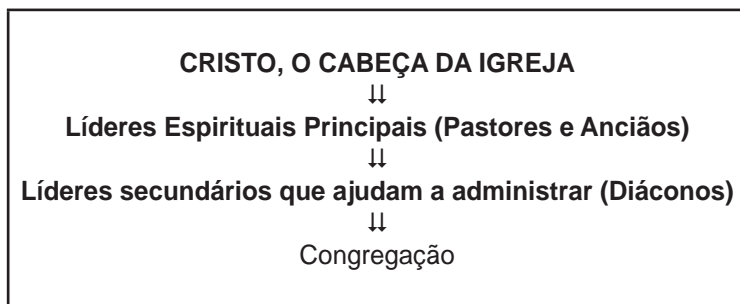 CRISTO, O CABEÇA DA IGREJA
⇊
Líderes Espirituais Principais (Pastores e Anciãos)
⇊
Líderes secundários que ajudam a administrar (Diáconos)
⇊
Congregação